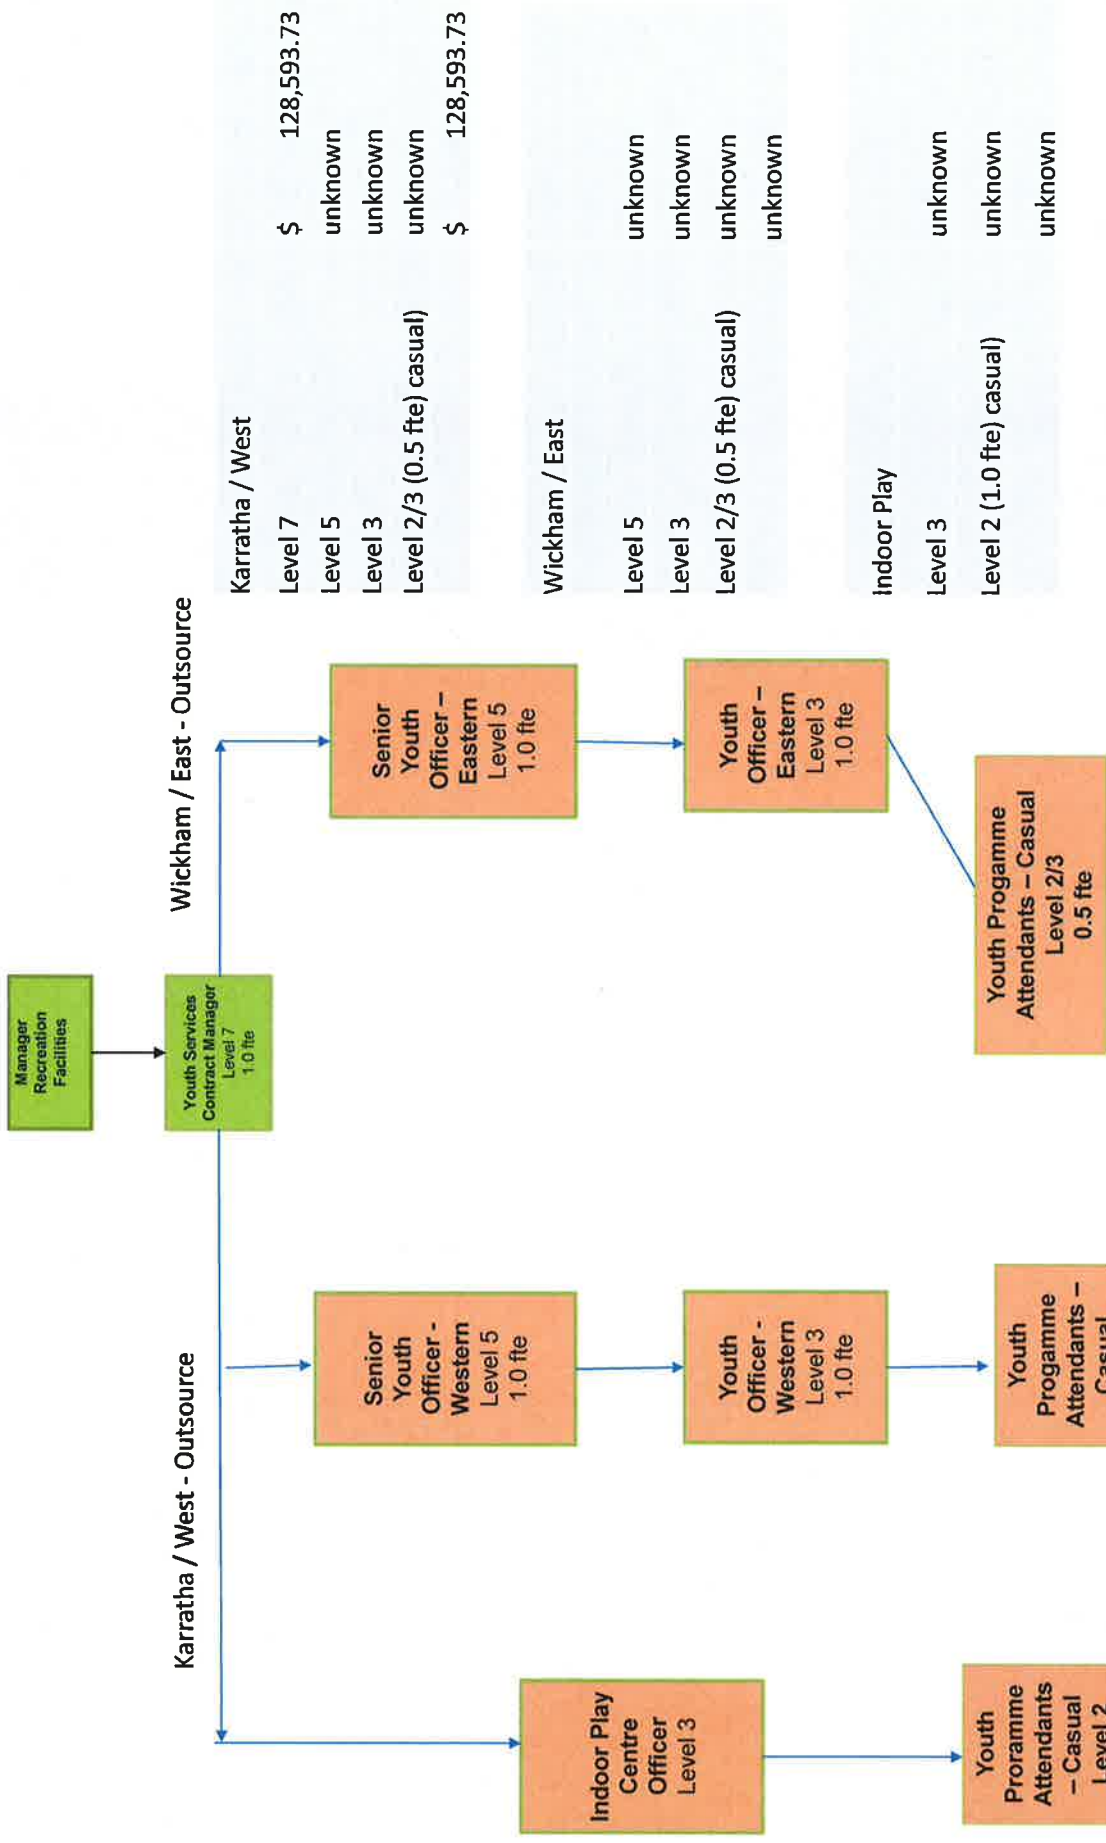 Manager
Recreation
Facilities
Youth Services
Contract Manager
Level 7
1.0 fte
Karratha / West - Outsource
Wickham / East - Outsource
Indoor Play
Centre
Officer
Level 3
Youth
Proramme
Attendants
– Casual
Level 2
Senior
Youth
Officer -
Western
Level 5
1.0 fte
Youth
Officer -
Western
Level 3
1.0 fte
Youth
Progamme
Attendants –
Casual
Senior
Youth
Officer –
Eastern
Level 5
1.0 fte
Youth
Officer –
Eastern
Level 3
1.0 fte
Youth Progamme
Attendants – Casual
Level 2/3
0.5 fte
Karratha / West
Level 7 $ 128,593.73
Level 5 unknown
Level 3 unknown
Level 2/3 (0.5 fte) casual) unknown
$ 128,593.73
Wickham / East
Level 5 unknown
Level 3 unknown
Level 2/3 (0.5 fte) casual) unknown
unknown
Indoor Play
Level 3 unknown
Level 2 (1.0 fte) casual) unknown
unknown